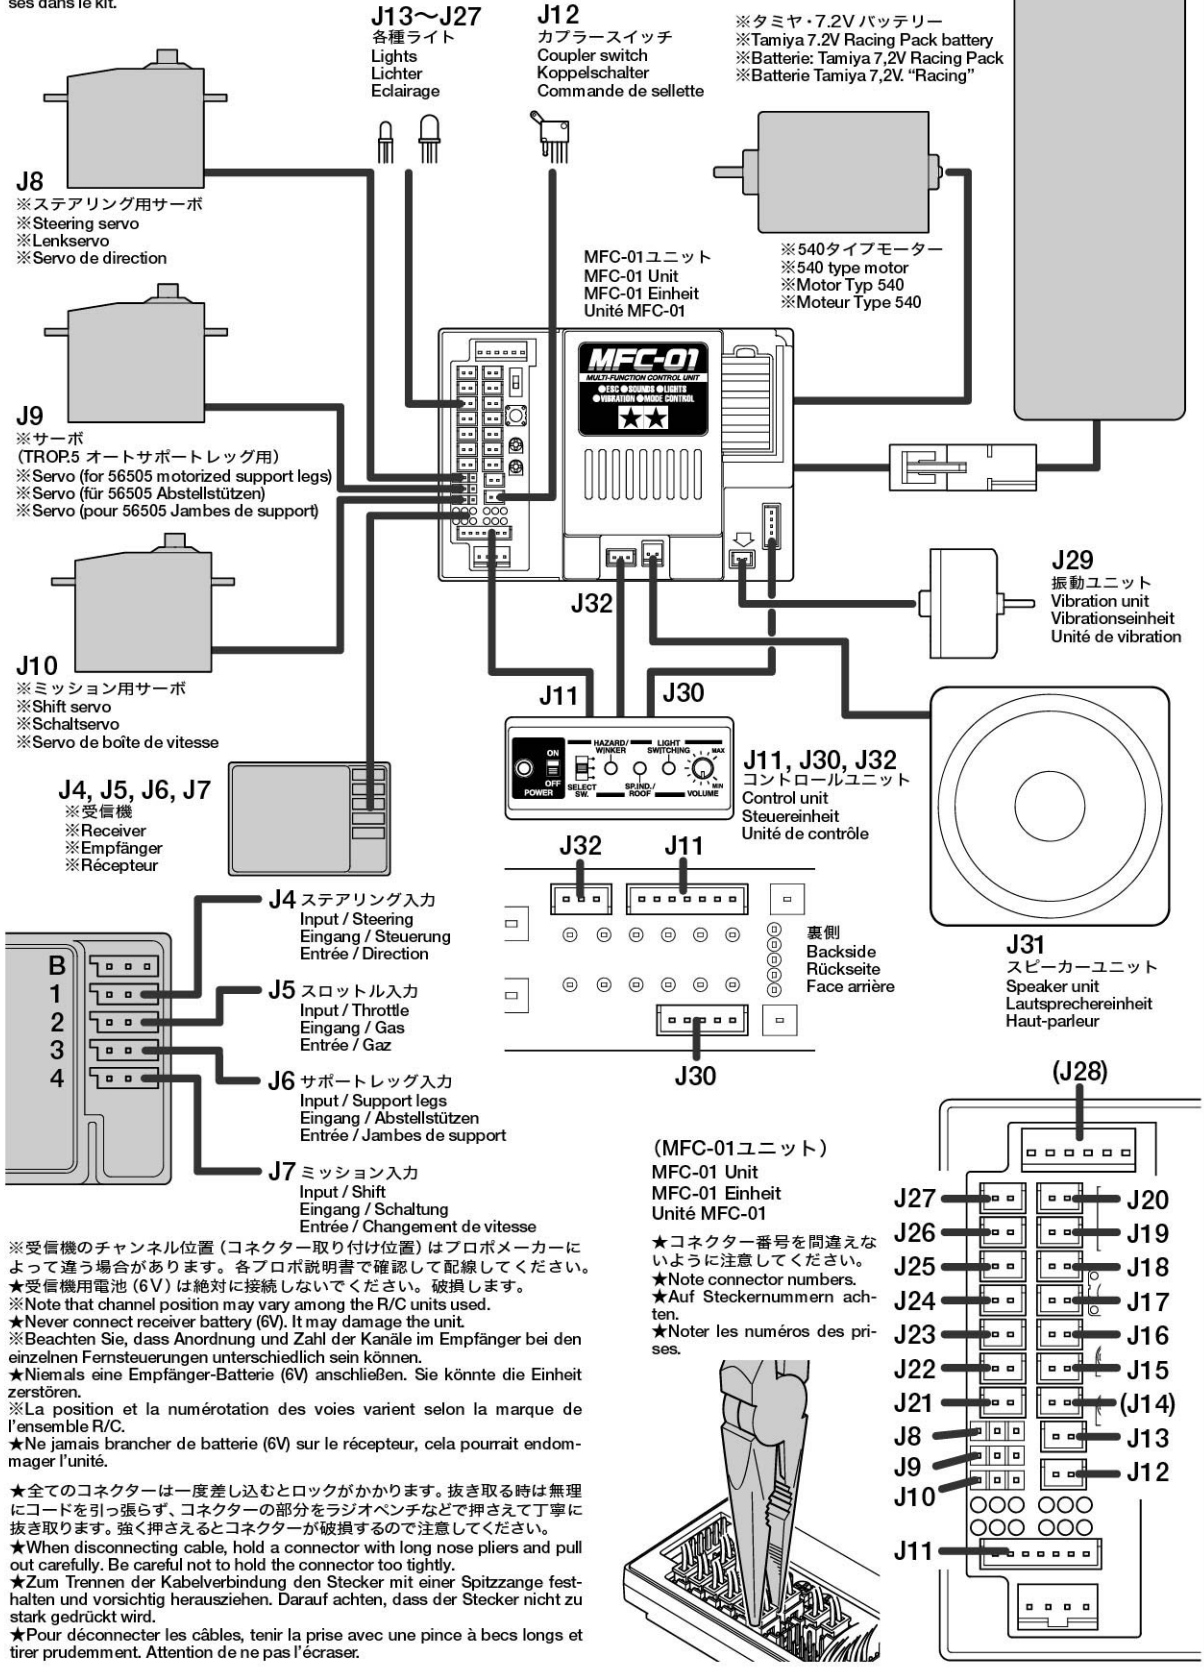 ses dans le kit.
J13～J27
各種ライト
Lights
Lichter
Eclairage
J12
カプラースイッチ
Coupler switch
Koppelschalter
Commande de sellette
※タミヤ・7.2V バッテリー
※Tamiya 7.2V Racing Pack battery
※Batterie: Tamiya 7,2V Racing Pack
※Batterie Tamiya 7,2V. “Racing”
J8
※ステアリング用サーボ
※Steering servo
※Lenkservo
※Servo de direction
※540タイプモーター
※540 type motor
※Motor Typ 540
※Moteur Type 540
MFC-01ユニット
MFC-01 Unit
MFC-01 Einheit
Unité MFC-01
MFC-01
MULTI-FUNCTION CONTROL UNIT
●ESC ●SOUNDS ●LIGHTS
●VIBRATION ●MODE CONTROL
J9
※サーボ
(TROP.5 オートサポートレッグ用)
※Servo (for 56505 motorized support legs)
※Servo (für 56505 Abstellstützen)
※Servo (pour 56505 Jambes de support)
J10
※ミッション用サーボ
※Shift servo
※Schaltservo
※Servo de boîte de vitesse
J32
J29
振動ユニット
Vibration unit
Vibrationseinheit
Unité de vibration
J11
J30
POWER
ON
OFF
SELECT SW.
HAZARD/ WINKER
SP.IND./ ROOF
LIGHT SWITCHING
VOLUME
MAX
MIN
J11, J30, J32
コントロールユニット
Control unit
Steuereinheit
Unité de contrôle
J4, J5, J6, J7
※受信機
※Receiver
※Empfänger
※Récepteur
J32
J11
裏側
Backside
Rückseite
Face arrière
J30
J31
スピーカーユニット
Speaker unit
Lautsprechereinheit
Haut-parleur
B
1
2
3
4
J4 ステアリング入力
Input / Steering
Eingang / Steuerung
Entrée / Direction
J5 スロットル入力
Input / Throttle
Eingang / Gas
Entrée / Gaz
J6 サポートレッグ入力
Input / Support legs
Eingang / Abstellstützen
Entrée / Jambes de support
J7 ミッション入力
Input / Shift
Eingang / Schaltung
Entrée / Changement de vitesse
※受信機のチャンネル位置（コネクター取り付け位置）はプロポメーカーに
よって違う場合があります。各プロポ説明書で確認して配線してください。
★受信機用電池（6V）は絶対に接続しないでください。破損します。
※Note that channel position may vary among the R/C units used.
★Never connect receiver battery (6V). It may damage the unit.
※Beachten Sie, dass Anordnung und Zahl der Kanäle im Empfänger bei den
einzelnen Fernsteuerungen unterschiedlich sein können.
★Niemals eine Empfänger-Batterie (6V) anschließen. Sie könnte die Einheit
zerstören.
※La position et la numérotation des voies varient selon la marque de
l’ensemble R/C.
★Ne jamais brancher de batterie (6V) sur le récepteur, cela pourrait endom-
mager l’unité.
★全てのコネクターは一度差し込むとロックがかかります。抜き取る時は無理
にコードを引っ張らず、コネクターの部分をラジオペンチなどで押さえて丁寧に
抜き取ります。強く押さえるとコネクターが破損するので注意してください。
★When disconnecting cable, hold a connector with long nose pliers and pull
out carefully. Be careful not to hold the connector too tightly.
★Zum Trennen der Kabelverbindung den Stecker mit einer Spitzzange fest-
halten und vorsichtig herausziehen. Darauf achten, dass der Stecker nicht zu
stark gedrückt wird.
★Pour déconnecter les câbles, tenir la prise avec une pince à becs longs et
tirer prudemment. Attention de ne pas l’écraser.
（MFC-01ユニット）
MFC-01 Unit
MFC-01 Einheit
Unité MFC-01
★コネクター番号を間違えな
いように注意してください。
★Note connector numbers.
★Auf Steckernummern ach-
ten.
★Noter les numéros des pri-
ses.
(J28)
J27
J20
J26
J19
J25
J18
J24
J17
J23
J16
J22
J15
J21
(J14)
J8
J13
J9
J12
J10
J11